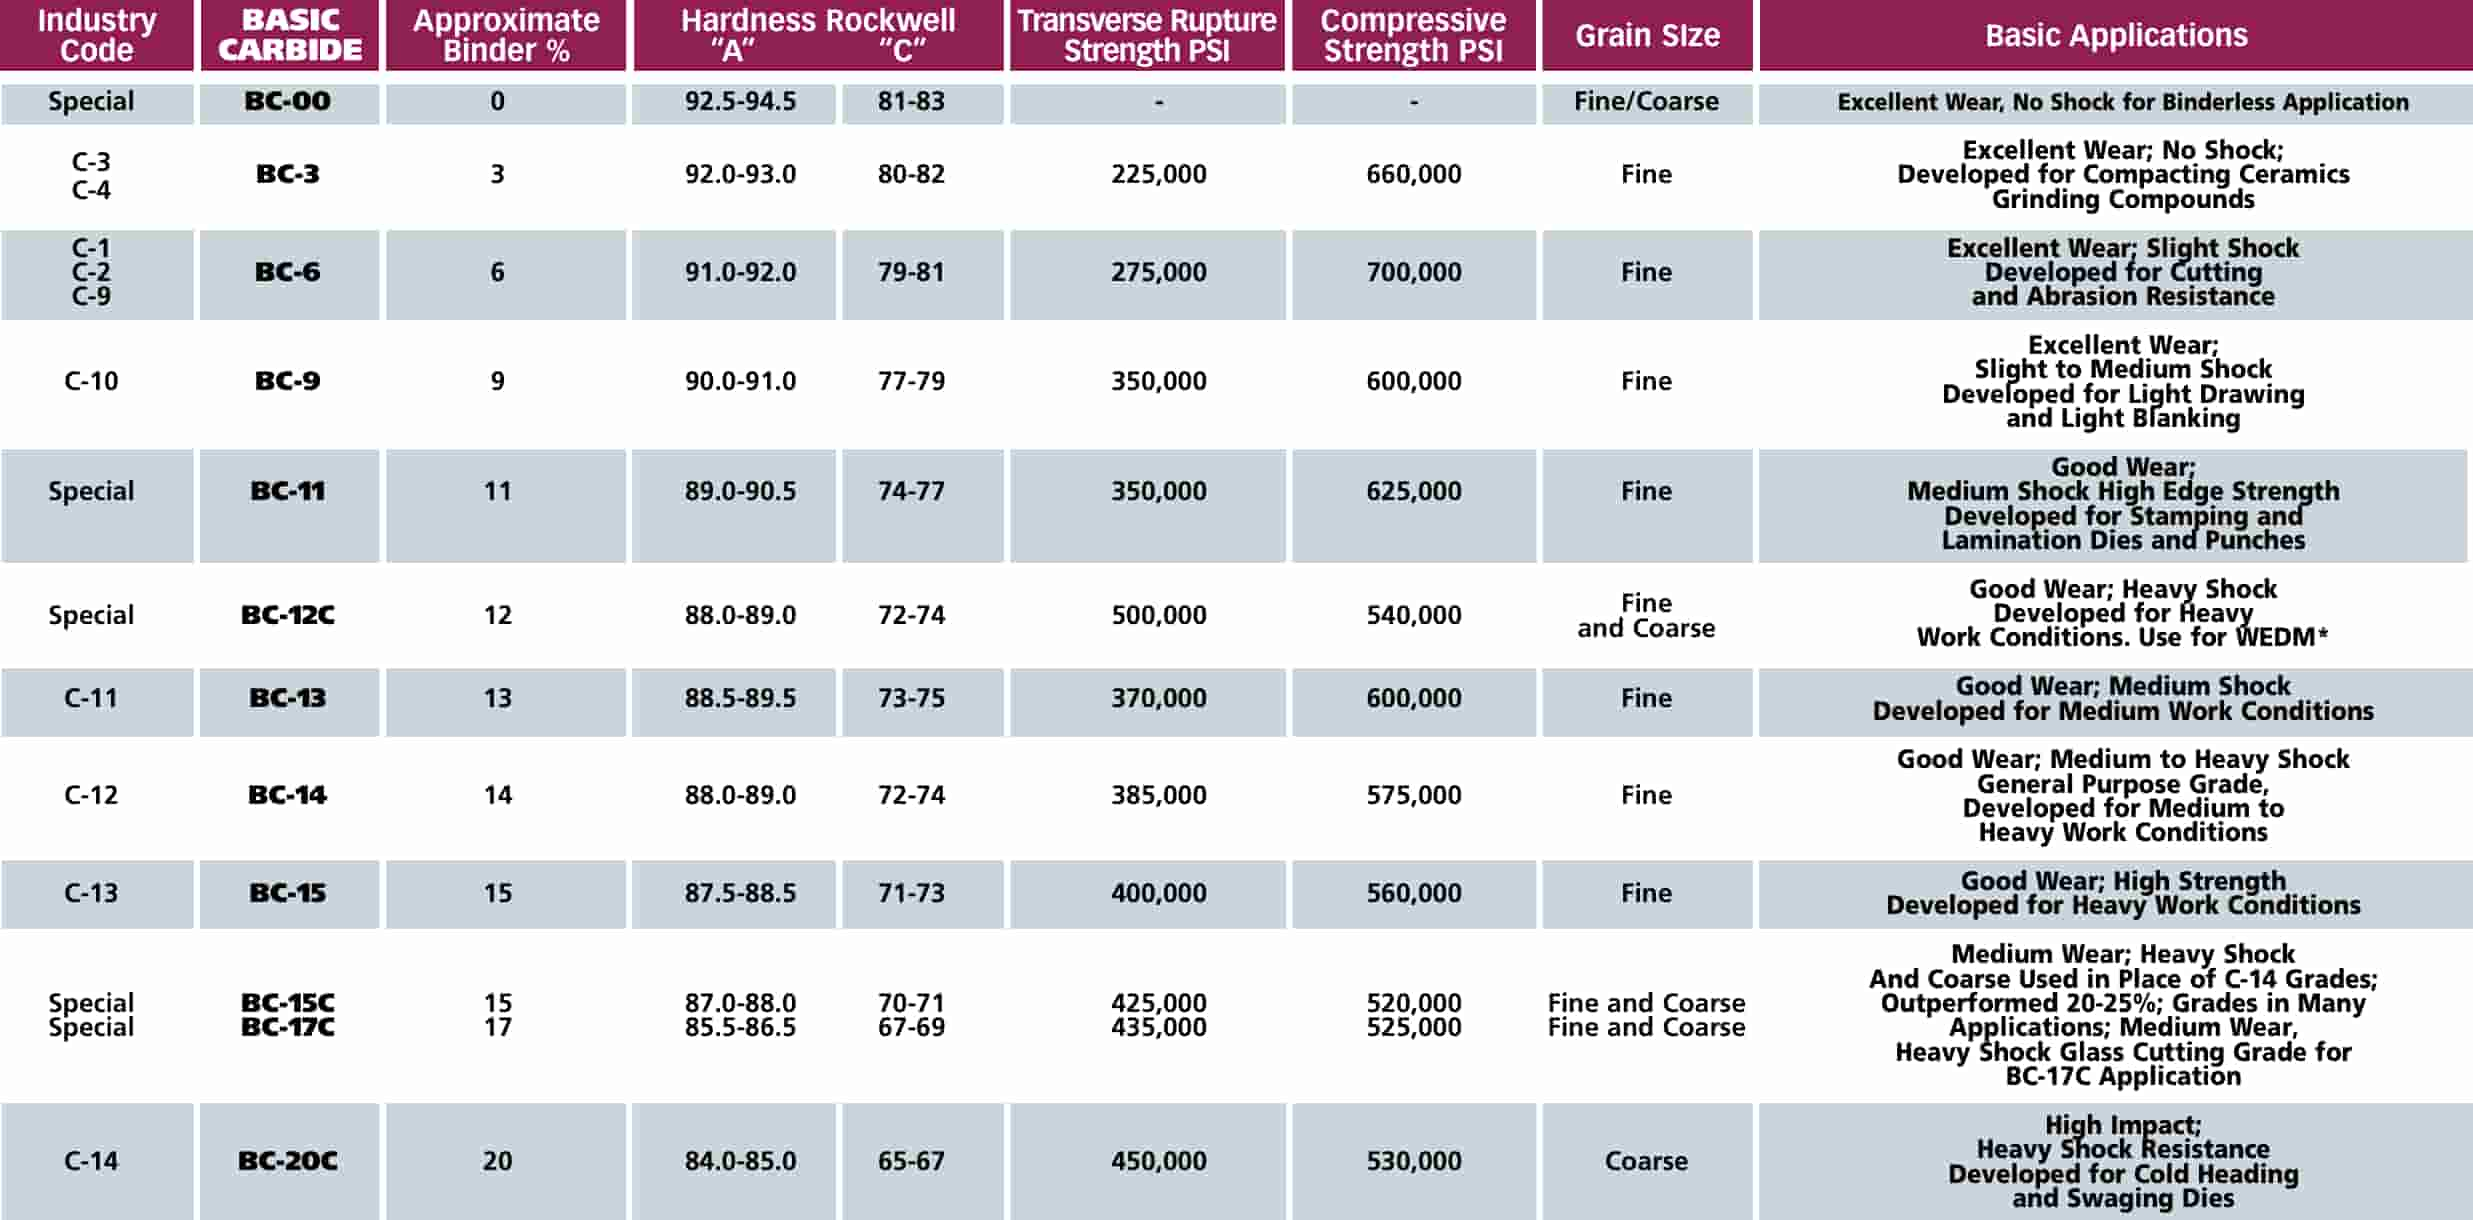 Industry Code
BASIC CARBIDE
Approximate Binder %
Hardness Rockwell
“A” “C”
Transverse Rupture Strength PSI
Compressive Strength PSI
Grain SIze
Basic Applications
Special BC-00 0 92.5-94.5 81-83 - - Fine/Coarse Excellent Wear, No Shock for Binderless Application
C-3
C-4
BC-3 3 92.0-93.0 80-82 225,000 660,000 Fine
Excellent Wear; No Shock;
Developed for Compacting Ceramics
Grinding Compounds
C-1
C-2
C-9
BC-6 6 91.0-92.0 79-81 275,000 700,000 Fine
Excellent Wear; Slight Shock
Developed for Cutting
and Abrasion Resistance
C-10 BC-9 9 90.0-91.0 77-79 350,000 600,000 Fine
Excellent Wear;
Slight to Medium Shock
Developed for Light Drawing
and Light Blanking
Special BC-11 11 89.0-90.5 74-77 350,000 625,000 Fine
Good Wear;
Medium Shock High Edge Strength
Developed for Stamping and
Lamination Dies and Punches
Special BC-12C 12 88.0-89.0 72-74 500,000 540,000
Fine
and Coarse
Good Wear; Heavy Shock
Developed for Heavy
Work Conditions. Use for WEDM*
C-11 BC-13 13 88.5-89.5 73-75 370,000 600,000 Fine
Good Wear; Medium Shock
Developed for Medium Work Conditions
C-12 BC-14 14 88.0-89.0 72-74 385,000 575,000 Fine
Good Wear; Medium to Heavy Shock
General Purpose Grade,
Developed for Medium to
Heavy Work Conditions
C-13 BC-15 15 87.5-88.5 71-73 400,000 560,000 Fine
Good Wear; High Strength
Developed for Heavy Work Conditions
Special BC-15C 15 87.0-88.0 70-71 425,000 520,000 Fine and Coarse
Special BC-17C 17 85.5-86.5 67-69 435,000 525,000 Fine and Coarse
Medium Wear; Heavy Shock
And Coarse Used in Place of C-14 Grades;
Outperformed 20-25%; Grades in Many
Applications; Medium Wear,
Heavy Shock Glass Cutting Grade for
BC-17C Application
C-14 BC-20C 20 84.0-85.0 65-67 450,000 530,000 Coarse
High Impact;
Heavy Shock Resistance
Developed for Cold Heading
and Swaging Dies